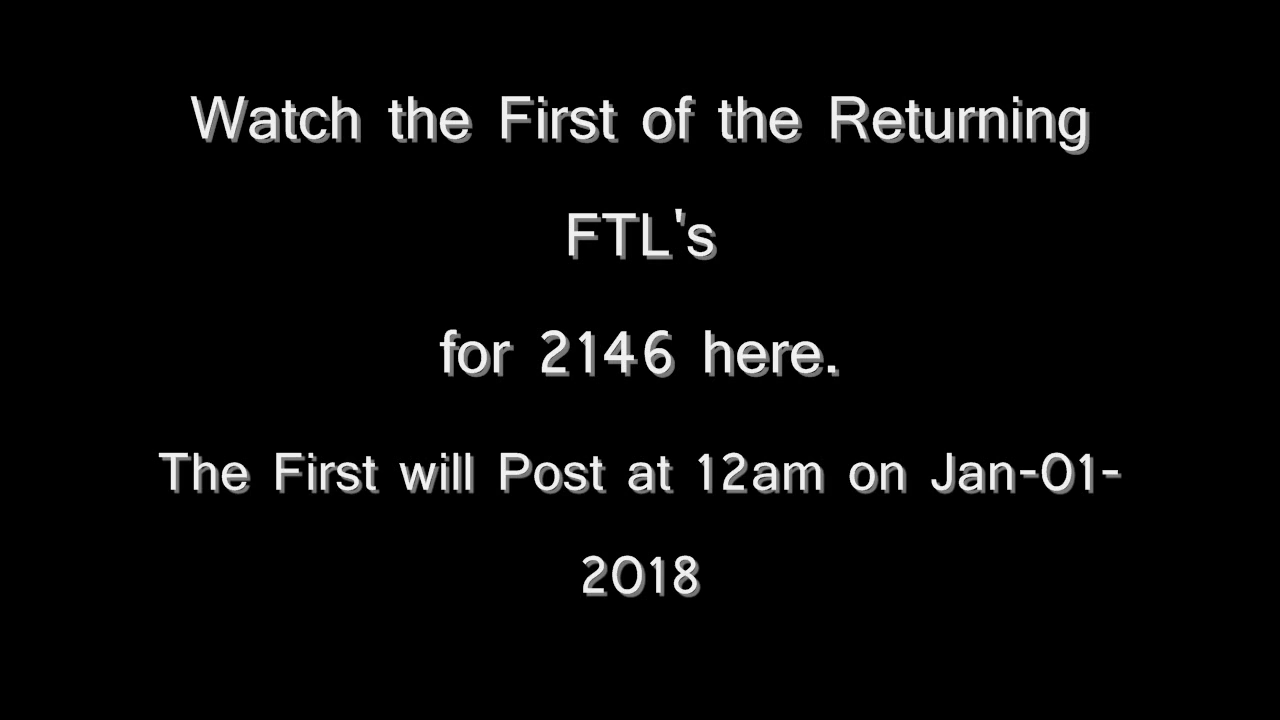 Watch the First of the Returning
FTL's
for 2146 here.
The First will Post at 12am on Jan-01-
2018